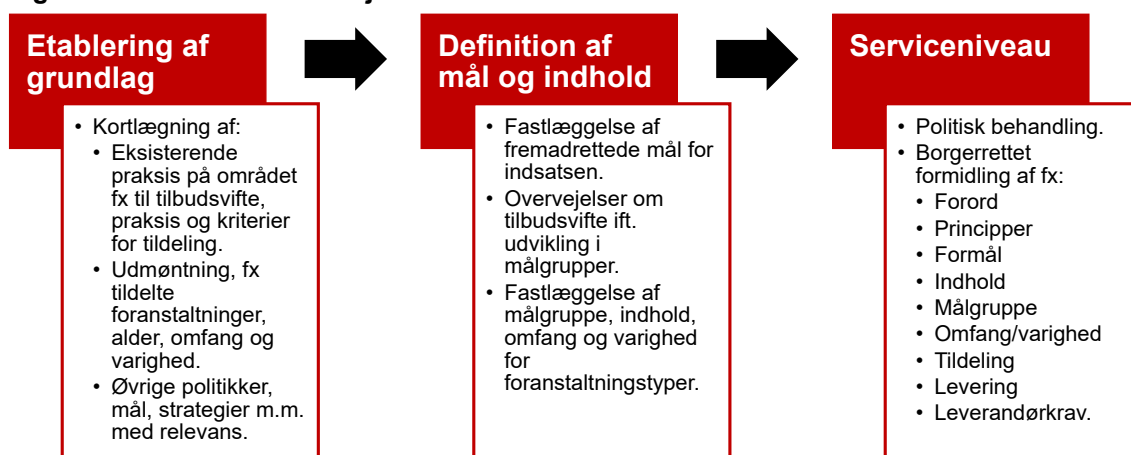 Etablering af
grundlag
• Kortlægning af:
• Eksisterende
praksis på området
fx til tilbudsvifte,
praksis og kriterier
for tildeling.
• Udmøntning, fx
tildelte
foranstaltninger,
alder, omfang og
varighed.
• Øvrige politikker,
mål, strategier m.m.
med relevans.
Definition af
mål og indhold
• Fastlæggelse af
fremadrettede mål for
indsatsen.
• Overvejelser om
tilbudsvifte ift.
udvikling i
målgrupper.
• Fastlæggelse af
målgruppe, indhold,
omfang og varighed
for
foranstaltningstyper.
Serviceniveau
• Politisk behandling.
• Borgerrettet
formidling af fx:
• Forord
• Principper
• Formål
• Indhold
• Målgruppe
• Omfang/varighed
• Tildeling
• Levering
• Leverandørkrav.